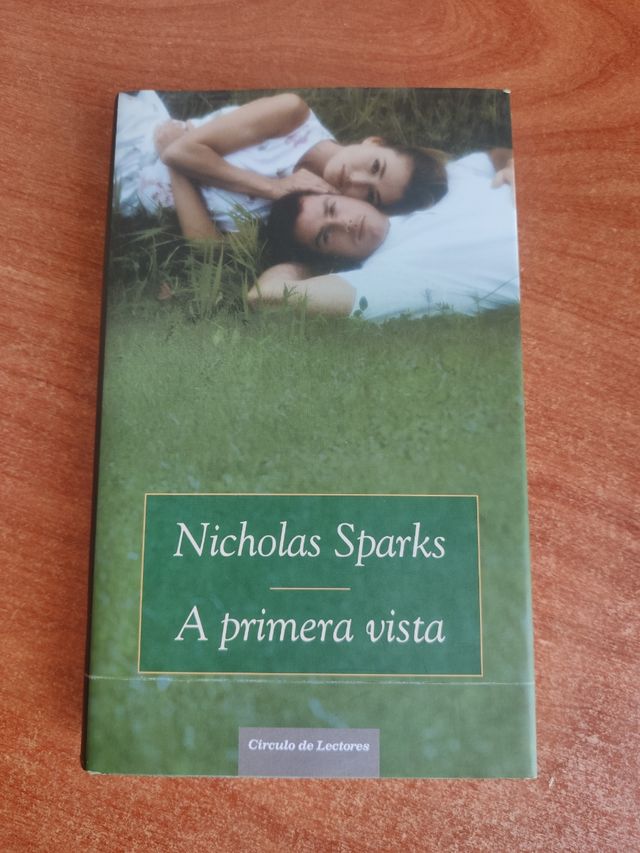 Nicholas Sparks
A primera vista
Círculo de Lectores